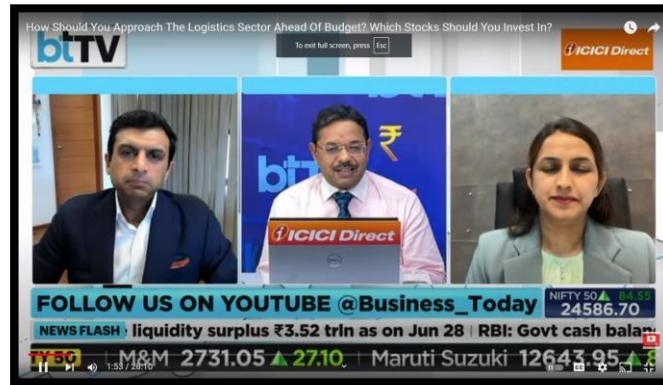 How Should You Approach The Logistics Sector Ahead Of Budget? Which Stocks Should You Invest In?
btTV
To exit full screen, press Esc
ICICI Direct
₹
ICICI Direct
DELL
FOLLOW US ON YOUTUBE @Business_Today
NIFTY 50 84.55
24586.70
NEWS FLASH liquidity surplus ₹3.52 trln as on Jun 28 | RBI: Govt cash balan
M&M 2731.05 27.10 Maruti Suzuki 12643.95
1:53 / 28:10